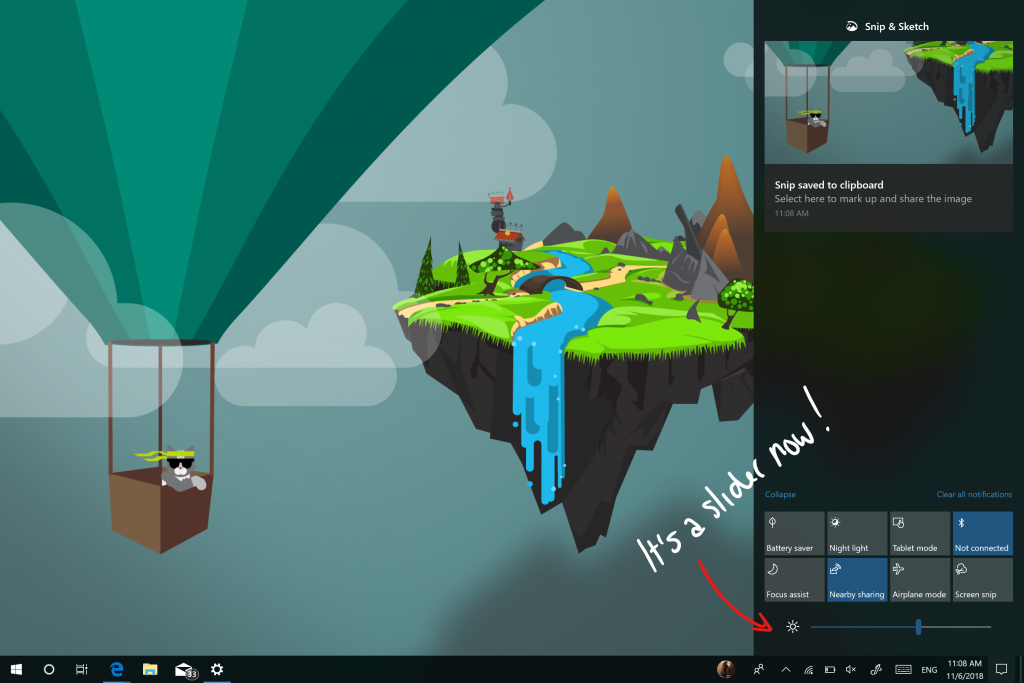 Snip & Sketch
Snip saved to clipboard
Select here to mark up and share the image
11:08 AM
It's a slider now!
Collapse
Clear all notifications
Battery saver
Night light
Tablet mode
Not connected
Focus assist
Nearby sharing
Airplane mode
Screen snip
33
ENG
11:08 AM
11/6/2018